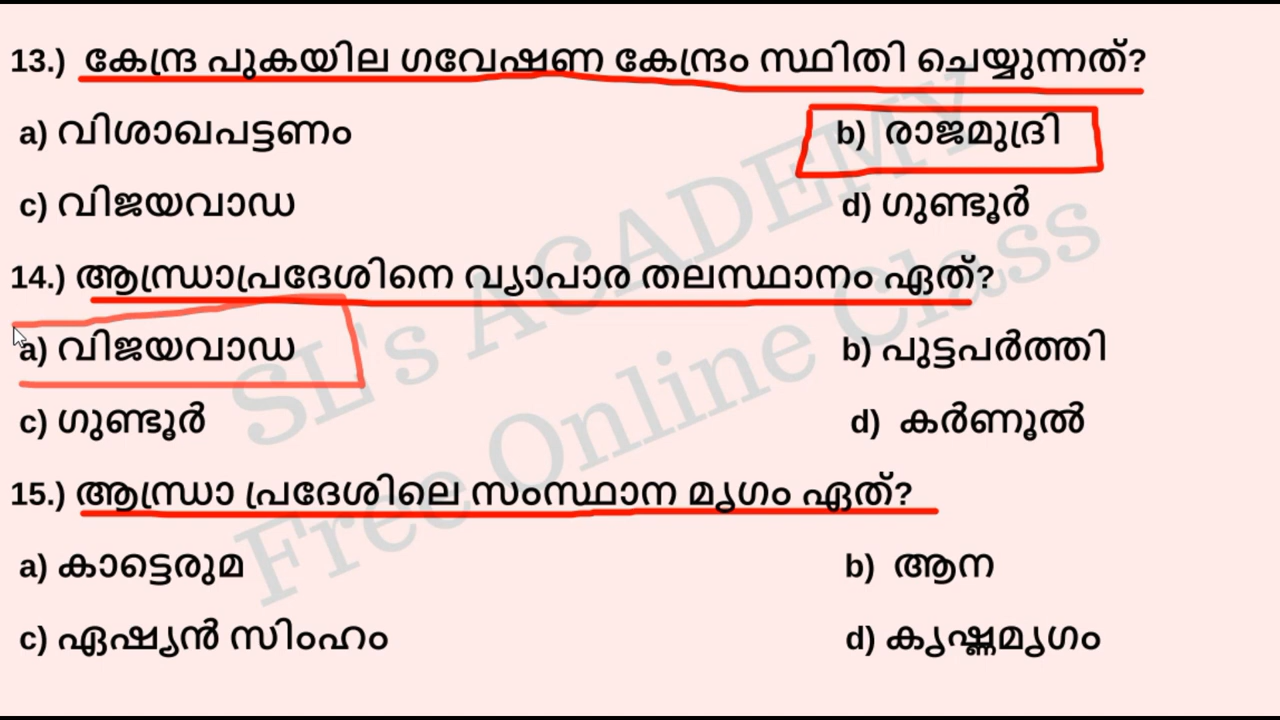 13.) കേന്ദ്ര പുകയില ഗവേഷണ കേന്ദ്രം സ്ഥിതി ചെയ്യുന്നത്?
a) വിശാഖപട്ടണം b) രാജമുദ്രി
c) വിജയവാഡ d) ഗുണ്ടൂർ
14.) ആന്ധ്രാപ്രദേശിനെ വ്യാപാര തലസ്ഥാനം ഏത്?
a) വിജയവാഡ b) പുട്ടപർത്തി
c) ഗുണ്ടൂർ d) കർണൂൽ
15.) ആന്ധ്രാ പ്രദേശിലെ സംസ്ഥാന മൃഗം ഏത്?
a) കാട്ടെരുമ b) ആന
c) ഏഷ്യൻ സിംഹം d) കൃഷ്ണമൃഗം
SL's ACADEMY
Free Online Class